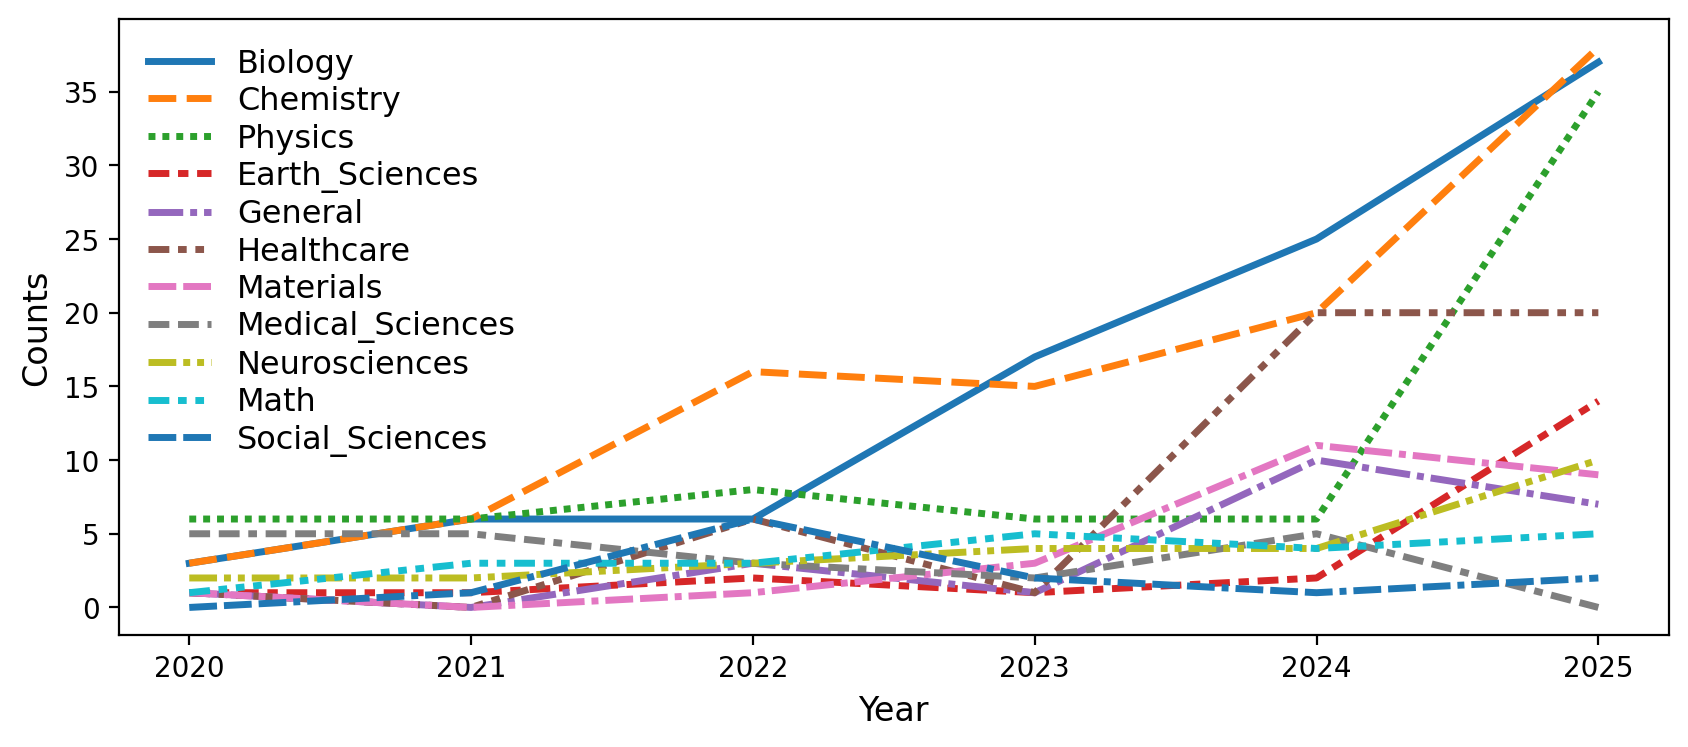 Biology
Chemistry
Physics
Earth_Sciences
General
Healthcare
Materials
Medical_Sciences
Neurosciences
Math
Social_Sciences
Counts
35
30
25
20
15
10
5
0
2020 2021 2022 2023 2024 2025
Year